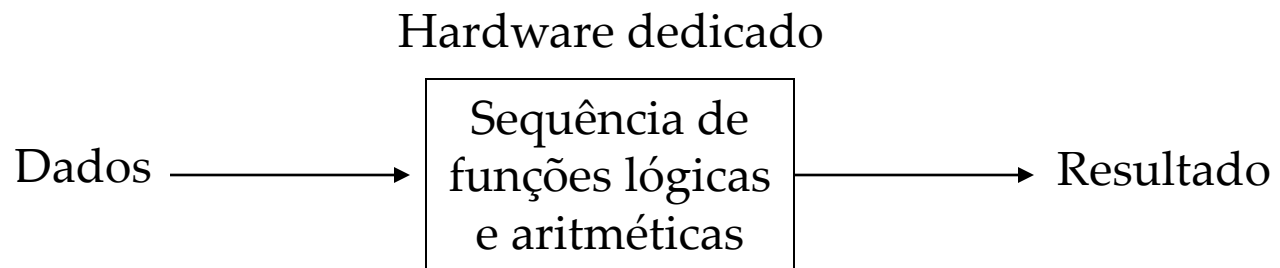 Hardware dedicado
Dados
Sequência de
funções lógicas
e aritméticas
Resultado